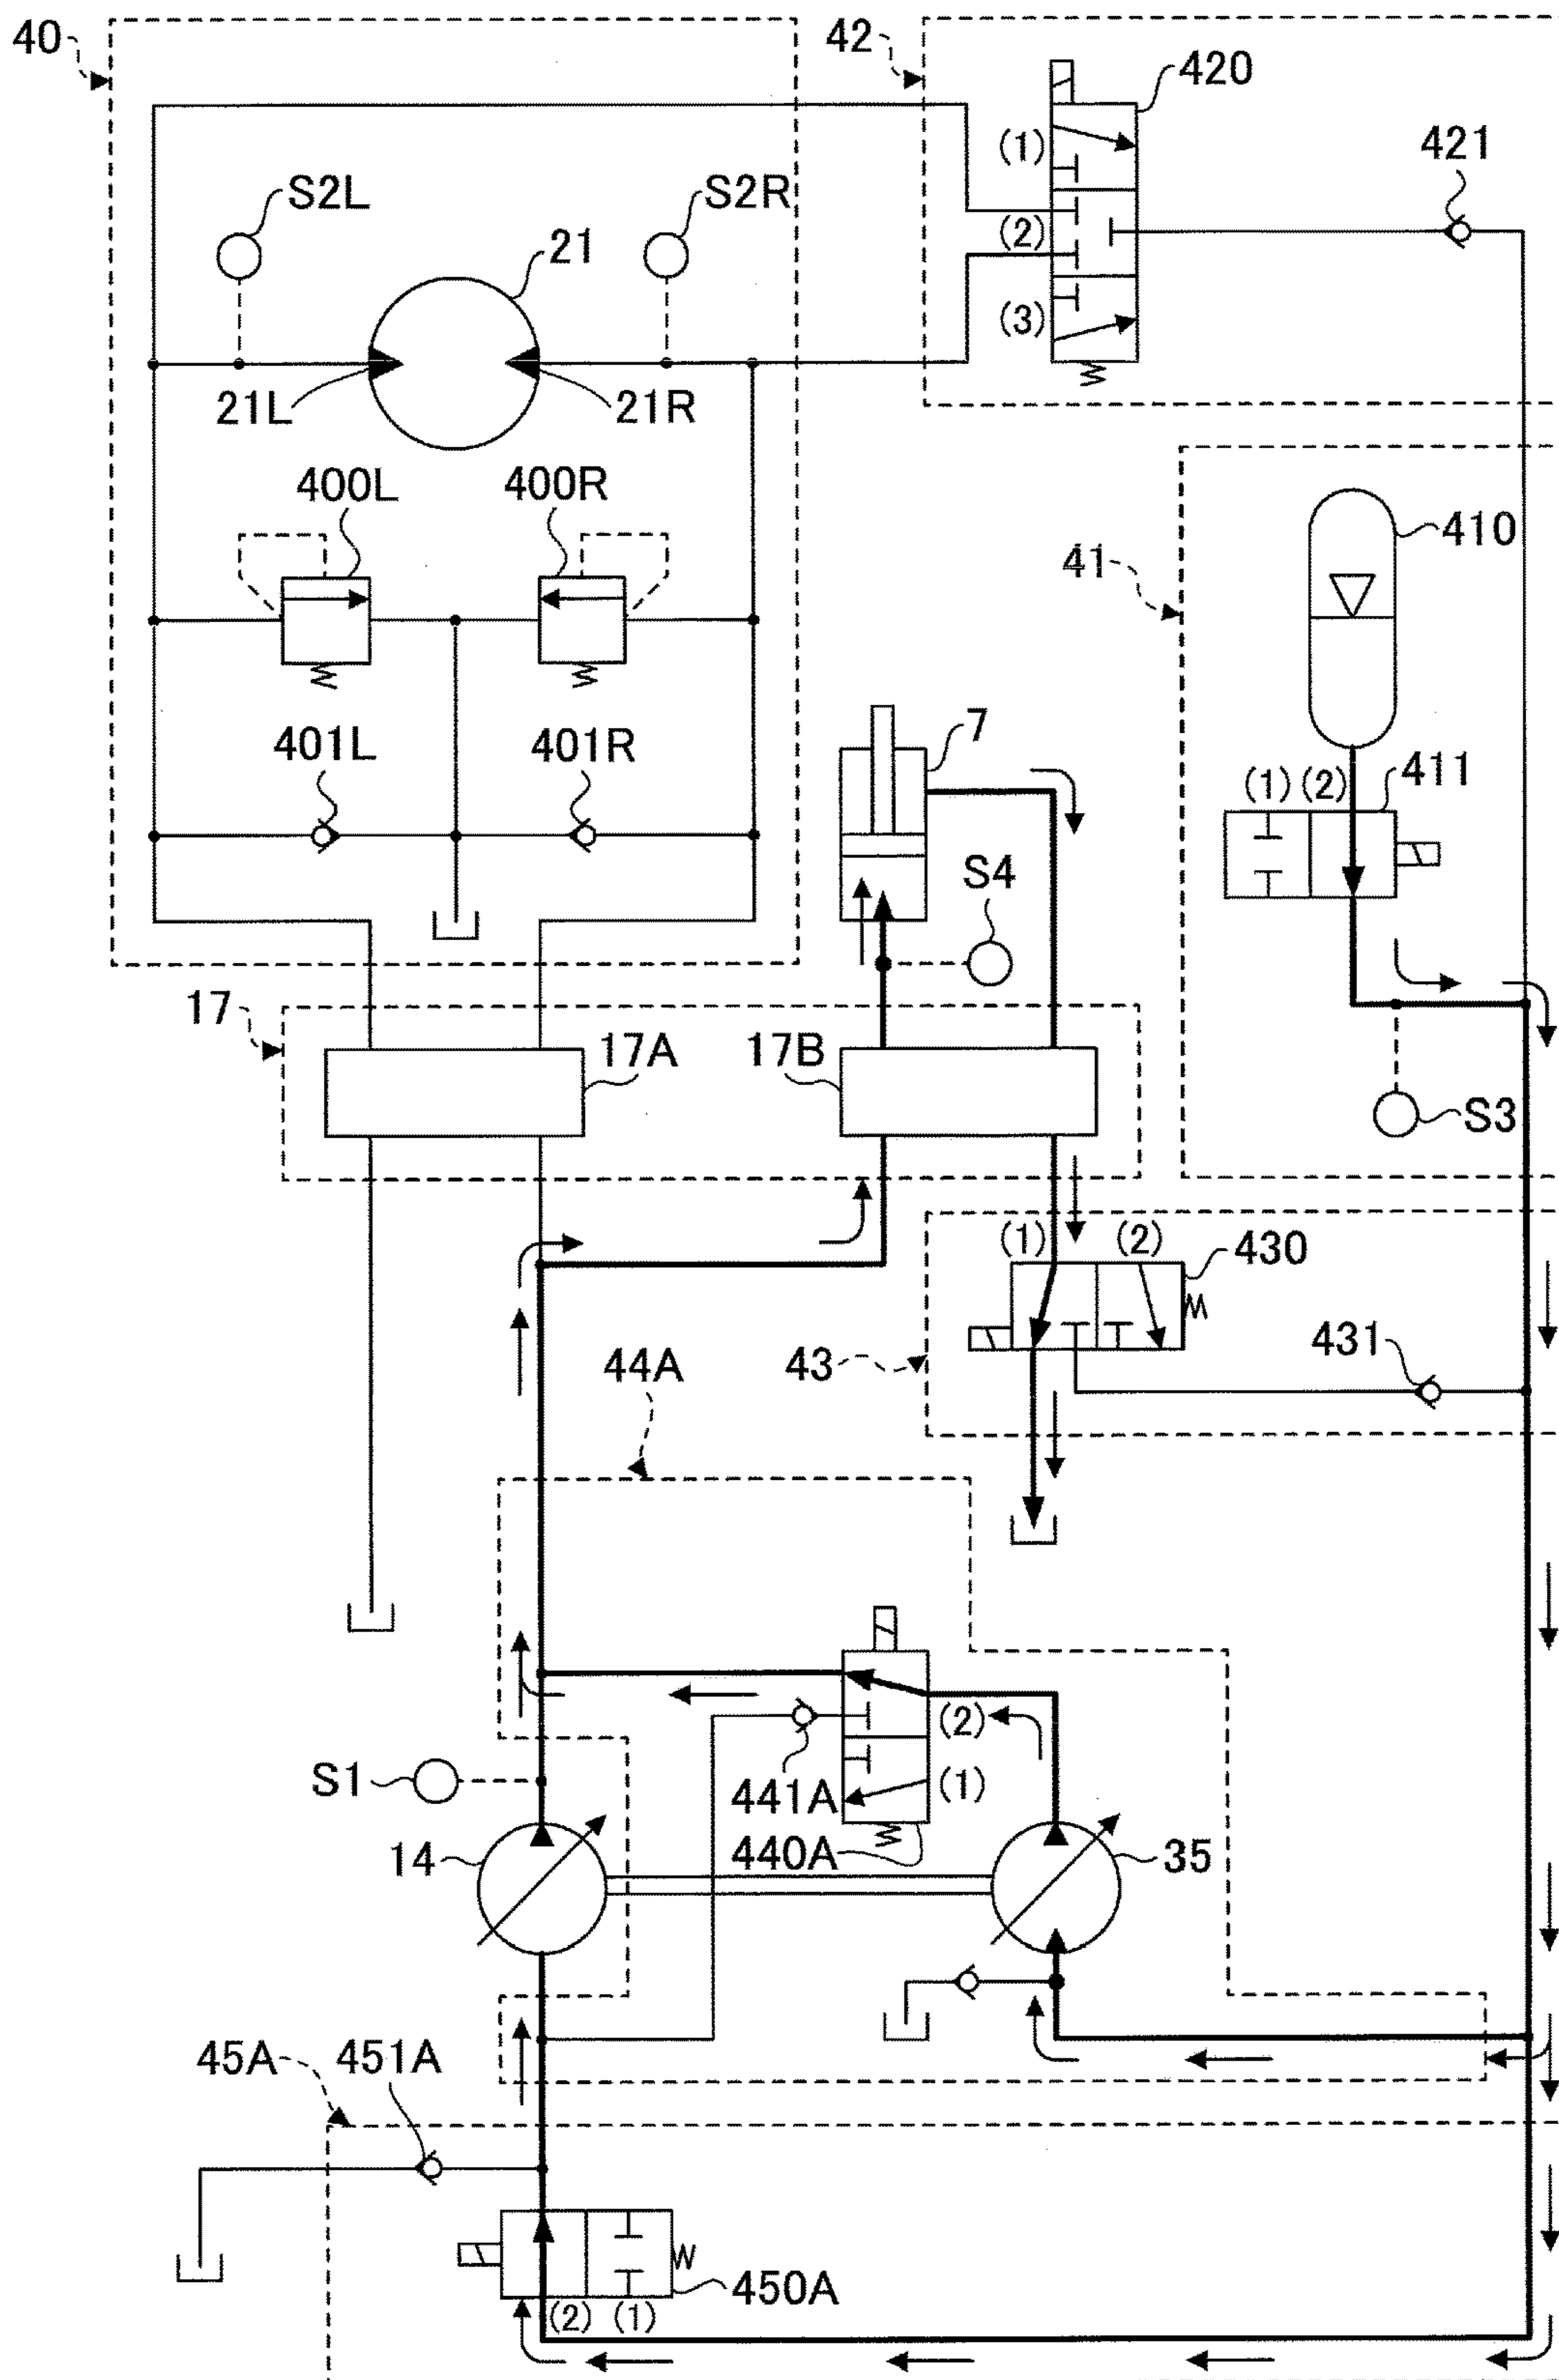 40
42
420
(1)
421
S2L
S2R
(2)
21
(3)
21L
21R
400L
400R
410
41
401L
401R
7
(1) (2)
411
S4
17
17A
17B
S3
(1)
(2)
430
431
43
44A
(2)
S1
441A
(1)
14
440A
35
45A
451A
450A
(2) (1)